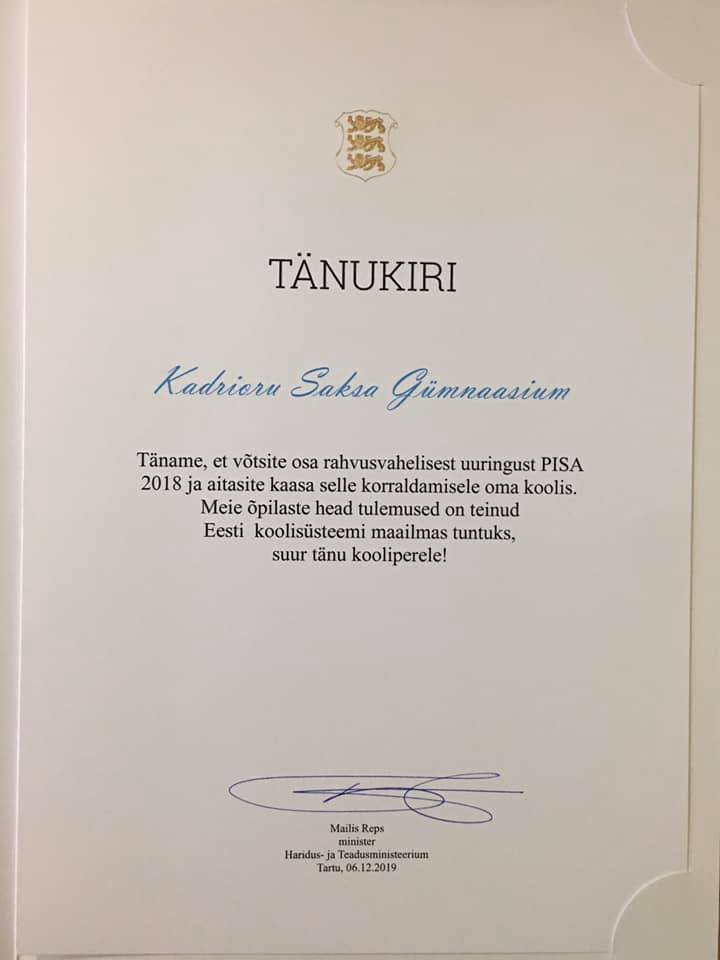 TÄNUKIRI
Kadrioru Saksa Gümnaasium
Täname, et võtsite osa rahvusvahelisest uuringust PISA
2018 ja aitasite kaasa selle korraldamisele oma koolis.
Meie õpilaste head tulemused on teinud
Eesti koolisüsteemi maailmas tuntuks,
suur tänu kooliperele!
Mailis Reps
minister
Haridus- ja Teadusministeerium
Tartu, 06.12.2019